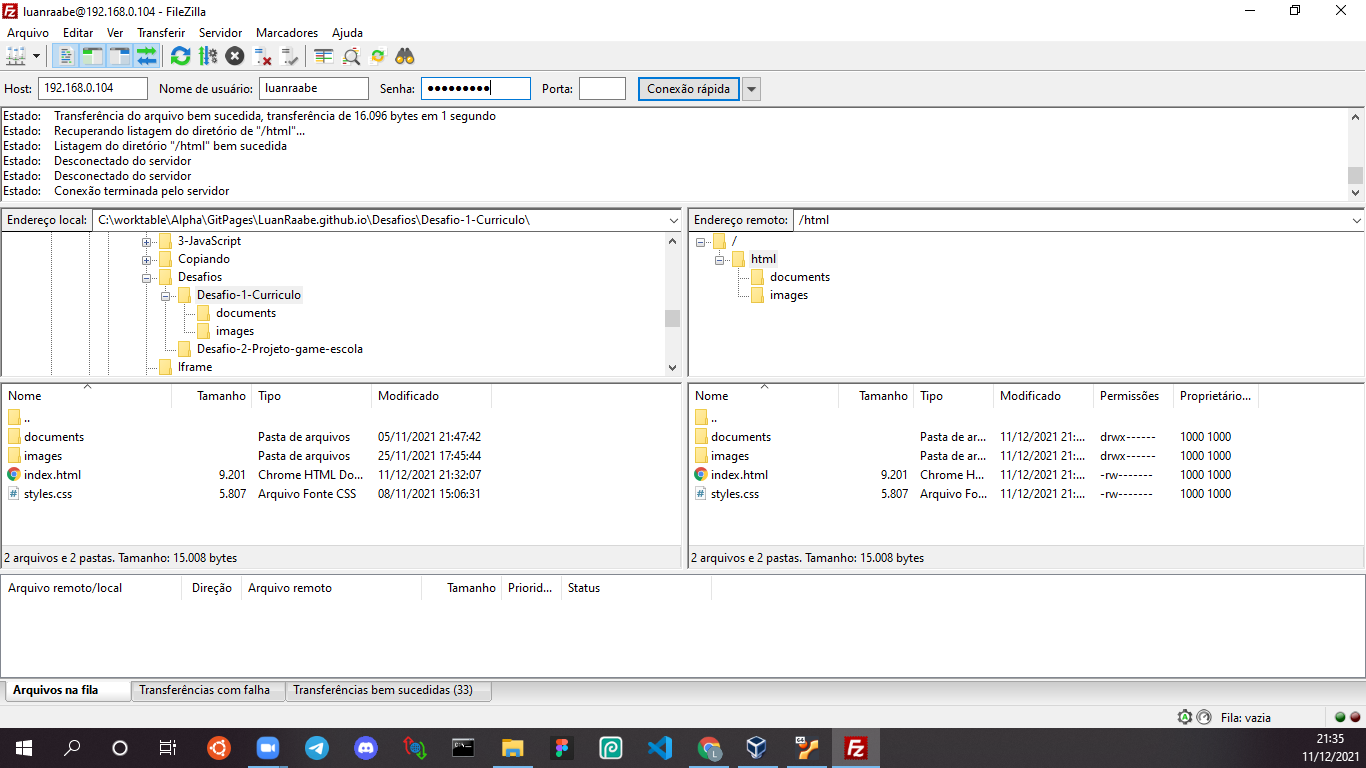 luanraabe@192.168.0.104 - FileZilla
Arquivo Editar Ver Transferir Servidor Marcadores Ajuda
Host: 192.168.0.104 Nome de usuário: luanraabe Senha: ●●●●●●●●● Porta: Conexão rápida
Estado: Transferência do arquivo bem sucedida, transferência de 16.096 bytes em 1 segundo
Estado: Recuperando listagem do diretório de "/html"...
Estado: Listagem do diretório "/html" bem sucedida
Estado: Desconectado do servidor
Estado: Desconectado do servidor
Estado: Conexão terminada pelo servidor
Endereço local: C:\worktable\Alpha\GitPages\LuanRaabe.github.io\Desafios\Desafio-1-Curriculo\
3-JavaScript
Copiando
Desafios
Desafio-1-Curriculo
documents
images
Desafio-2-Projeto-game-escola
Iframe
Endereço remoto: /html
/
html
documents
images
Nome Tamanho Tipo Modificado
..
documents Pasta de arquivos 05/11/2021 21:47:42
images Pasta de arquivos 25/11/2021 17:45:44
index.html 9.201 Chrome HTML Do... 11/12/2021 21:32:07
styles.css 5.807 Arquivo Fonte CSS 08/11/2021 15:06:31
2 arquivos e 2 pastas. Tamanho: 15.008 bytes
Nome Tamanho Tipo Modificado Permissões Proprietário...
..
documents Pasta de ar... 11/12/2021 21:... drwx------ 1000 1000
images Pasta de ar... 11/12/2021 21:... drwx------ 1000 1000
index.html 9.201 Chrome H... 11/12/2021 21:... -rw------- 1000 1000
styles.css 5.807 Arquivo Fo... 11/12/2021 21:... -rw------- 1000 1000
2 arquivos e 2 pastas. Tamanho: 15.008 bytes
Arquivo remoto/local Direção Arquivo remoto Tamanho Priorid... Status
Arquivos na fila Transferências com falha Transferências bem sucedidas (33)
Fila: vazia
21:35
11/12/2021